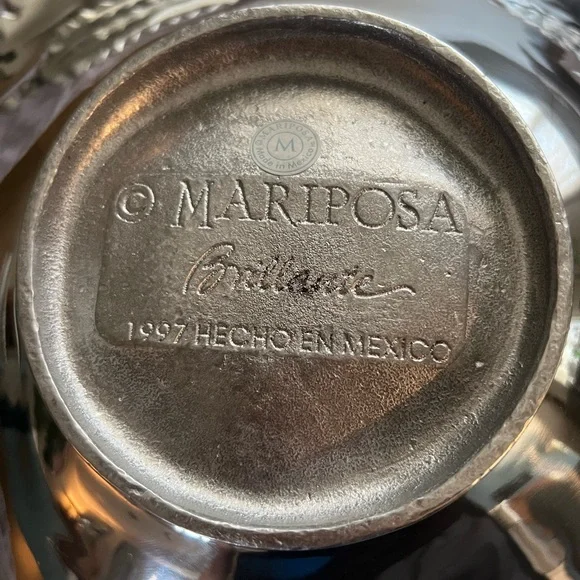 M
© MARIPOSA
Brillante
1997 HECHO EN MEXICO